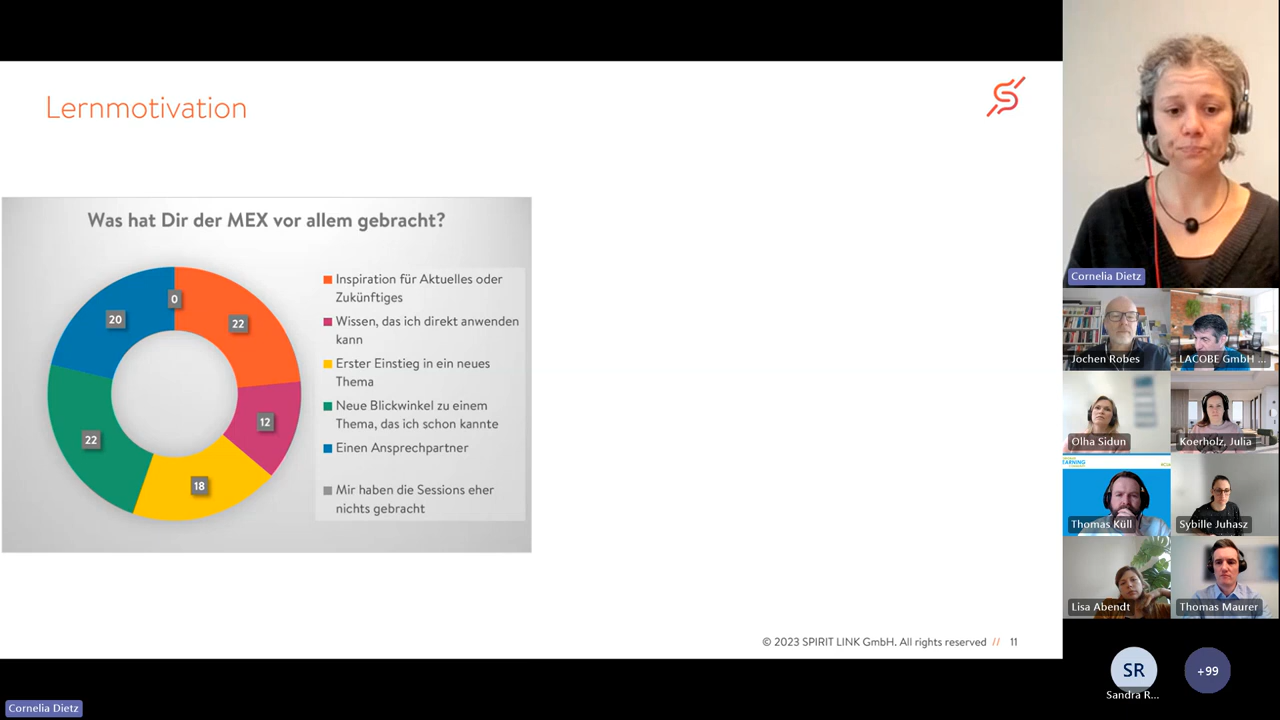 Lernmotivation
Was hat Dir der MEX vor allem gebracht?
0
22
12
18
22
20
Inspiration für Aktuelles oder
Zukünftiges
Wissen, das ich direkt anwenden
kann
Erster Einstieg in ein neues
Thema
Neue Blickwinkel zu einem
Thema, das ich schon kannte
Einen Ansprechpartner
Mir haben die Sessions eher
nichts gebracht
© 2023 SPIRIT LINK GmbH. All rights reserved // 11
Cornelia Dietz
Jochen Robes
LACOBE GmbH ...
Olha Sidun
Koerholz, Julia
Thomas Küll
Sybille Juhasz
Lisa Abendt
Thomas Maurer
SR
Sandra R...
+99
Cornelia Dietz